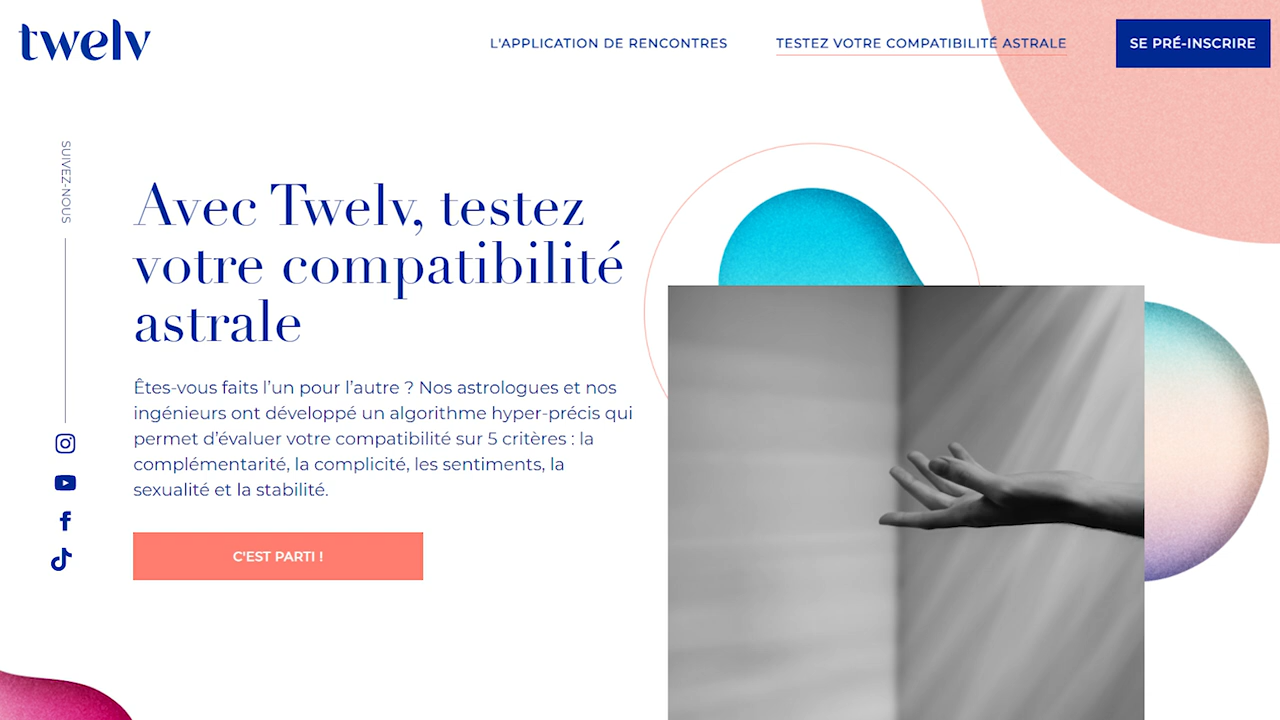 twelv
L'APPLICATION DE RENCONTRES
TESTEZ VOTRE COMPATIBILITÉ ASTRALE
SE PRÉ-INSCRIRE
SUIVEZ-NOUS
Avec Twelv, testez
votre compatibilité
astrale
Êtes-vous faits l’un pour l’autre ? Nos astrologues et nos
ingénieurs ont développé un algorithme hyper-précis qui
permet d’évaluer votre compatibilité sur 5 critères : la
complémentarité, la complicité, les sentiments, la
sexualité et la stabilité.
C'EST PARTI !